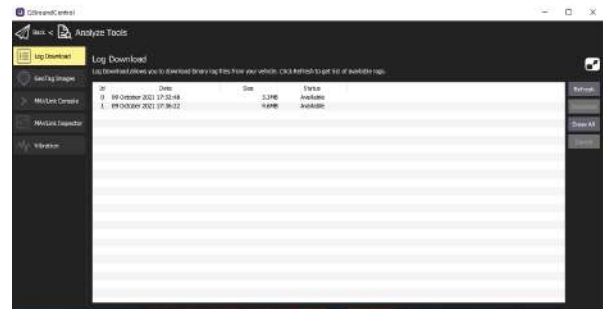 QGroundControl
Back < Analyze Tools
Log Download
GeoTag Images
MAVLink Console
MAVLink Inspector
Vibration
Log Download
Log Download allows you to download binary log files from your vehicle. Click Refresh to get list of available logs.
Id Date Size Status
0 09 October 2021 17:32:48 3.3MB Available
1 09 October 2021 17:36:22 9.6MB Available
Refresh
Erase All